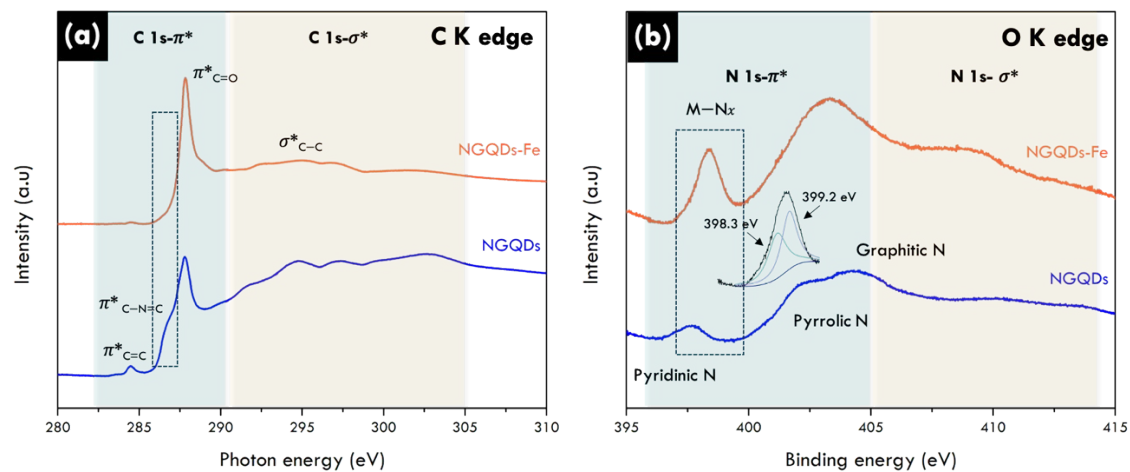 (a)
C 1s-π*
C 1s-σ*
C K edge
π*C=O
σ*C–C
NGQDs-Fe
NGQDs
π*C–N=C
π*C=C
Intensity (a.u)
280 285 290 295 300 305 310
Photon energy (eV)
(b)
O K edge
N 1s-π*
N 1s- σ*
M–Nx
NGQDs-Fe
398.3 eV
399.2 eV
Graphitic N
NGQDs
Pyrrolic N
Pyridinic N
Intensity (a.u)
395 400 405 410 415
Binding energy (eV)